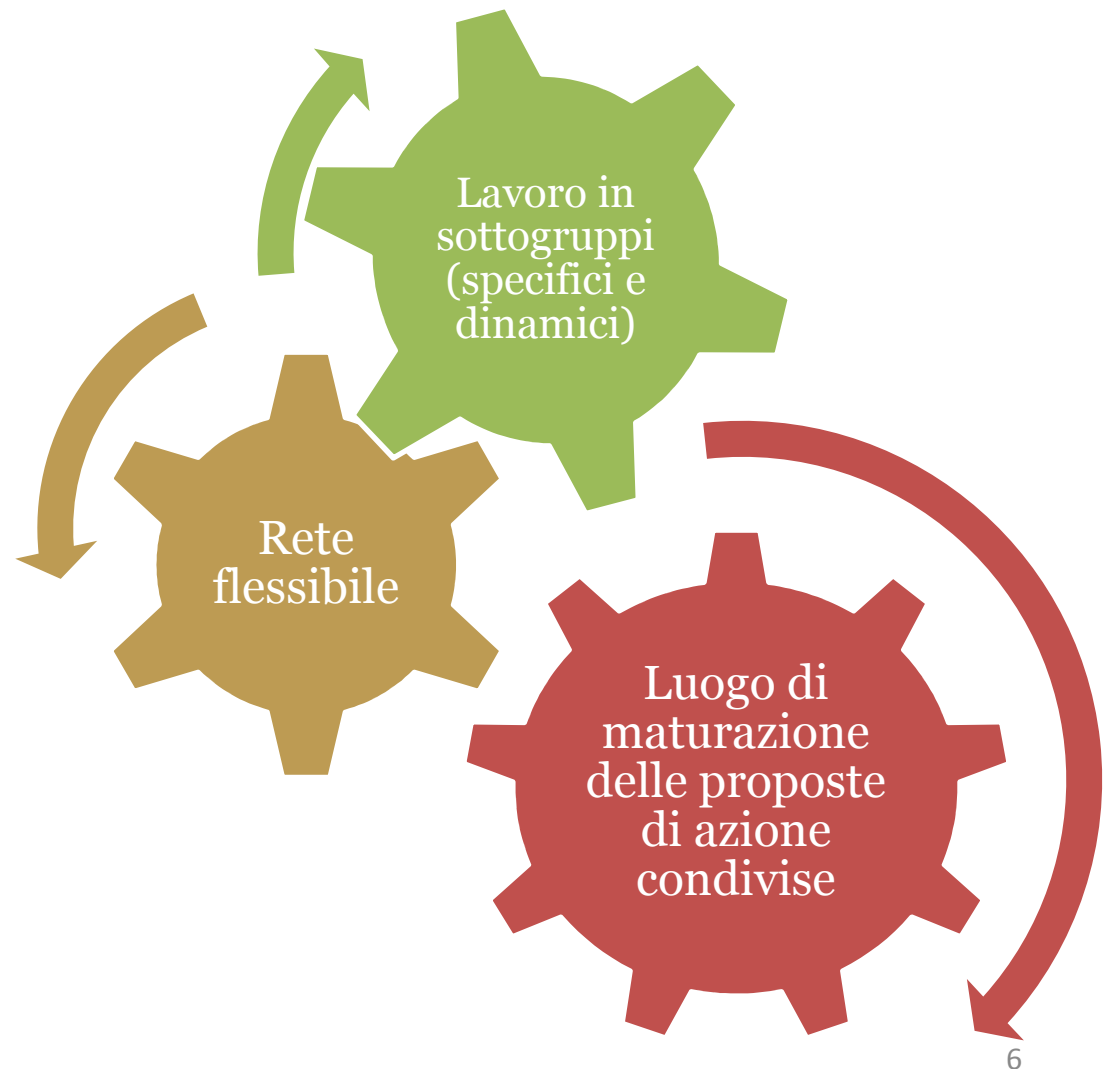 Lavoro in
sottogruppi
(specifici e
dinamici)
Rete
flessibile
Luogo di
maturazione
delle proposte
di azione
condivise
6